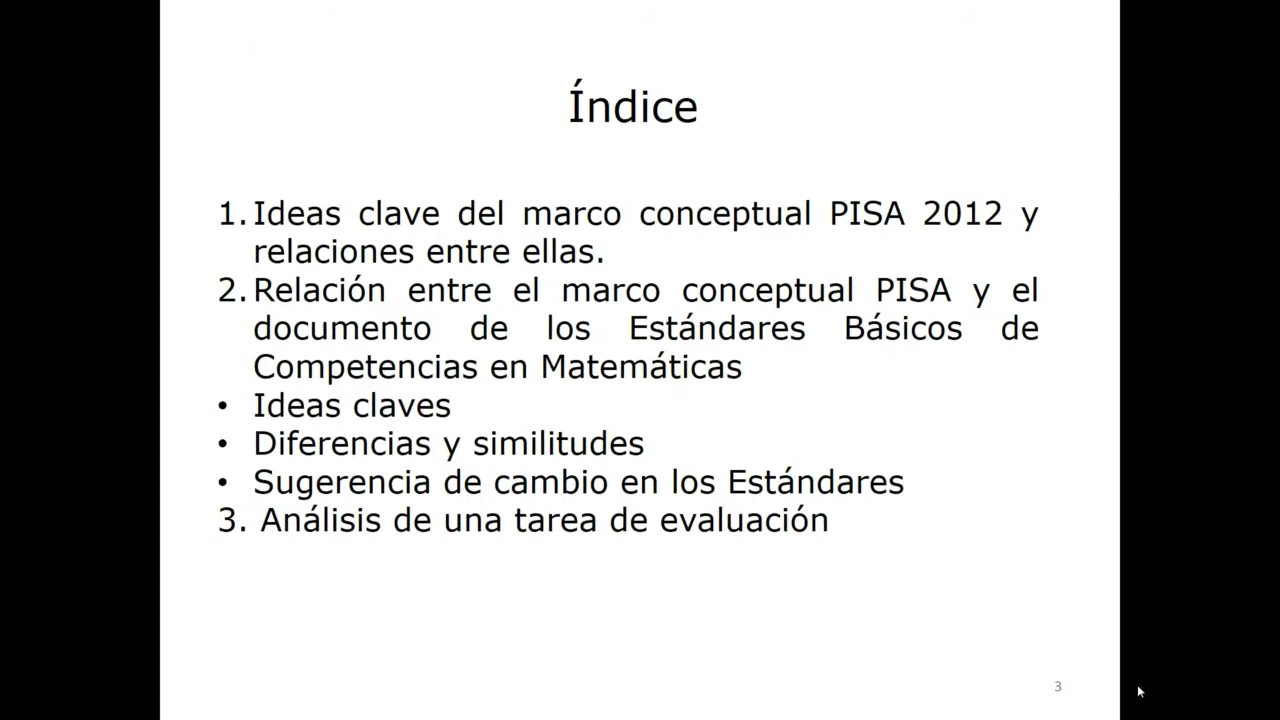 Índice
1. Ideas clave del marco conceptual PISA 2012 y
relaciones entre ellas.
2. Relación entre el marco conceptual PISA y el
documento de los Estándares Básicos de
Competencias en Matemáticas
• Ideas claves
• Diferencias y similitudes
• Sugerencia de cambio en los Estándares
3. Análisis de una tarea de evaluación
3